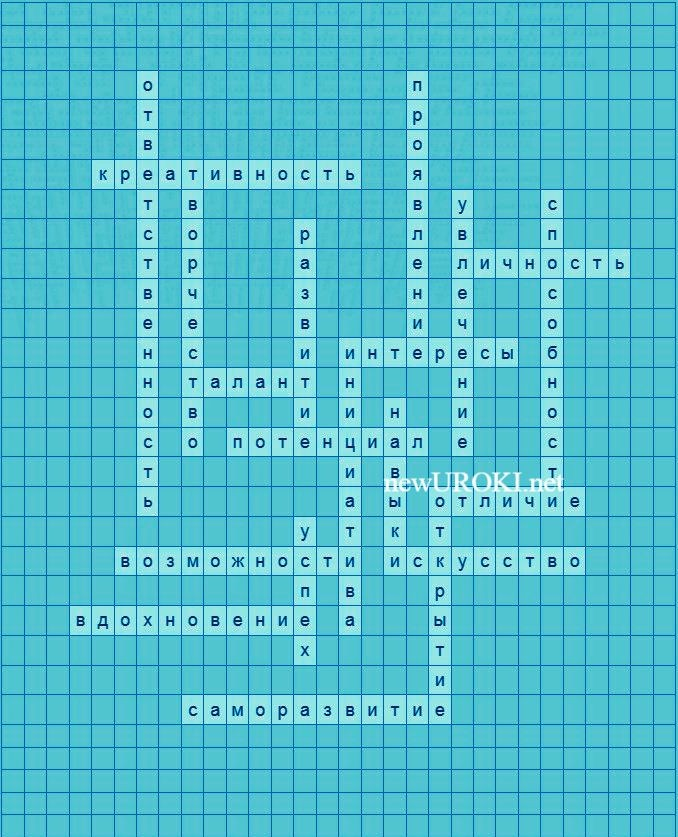 ответственность
проявление
креативность
творчество
увлечение
способности
развитие
личность
интересы
инициатива
талант
навыки
потенциал
newUROKI.net
отличие
открытие
успех
возможности
искусство
вдохновение
саморазвитие